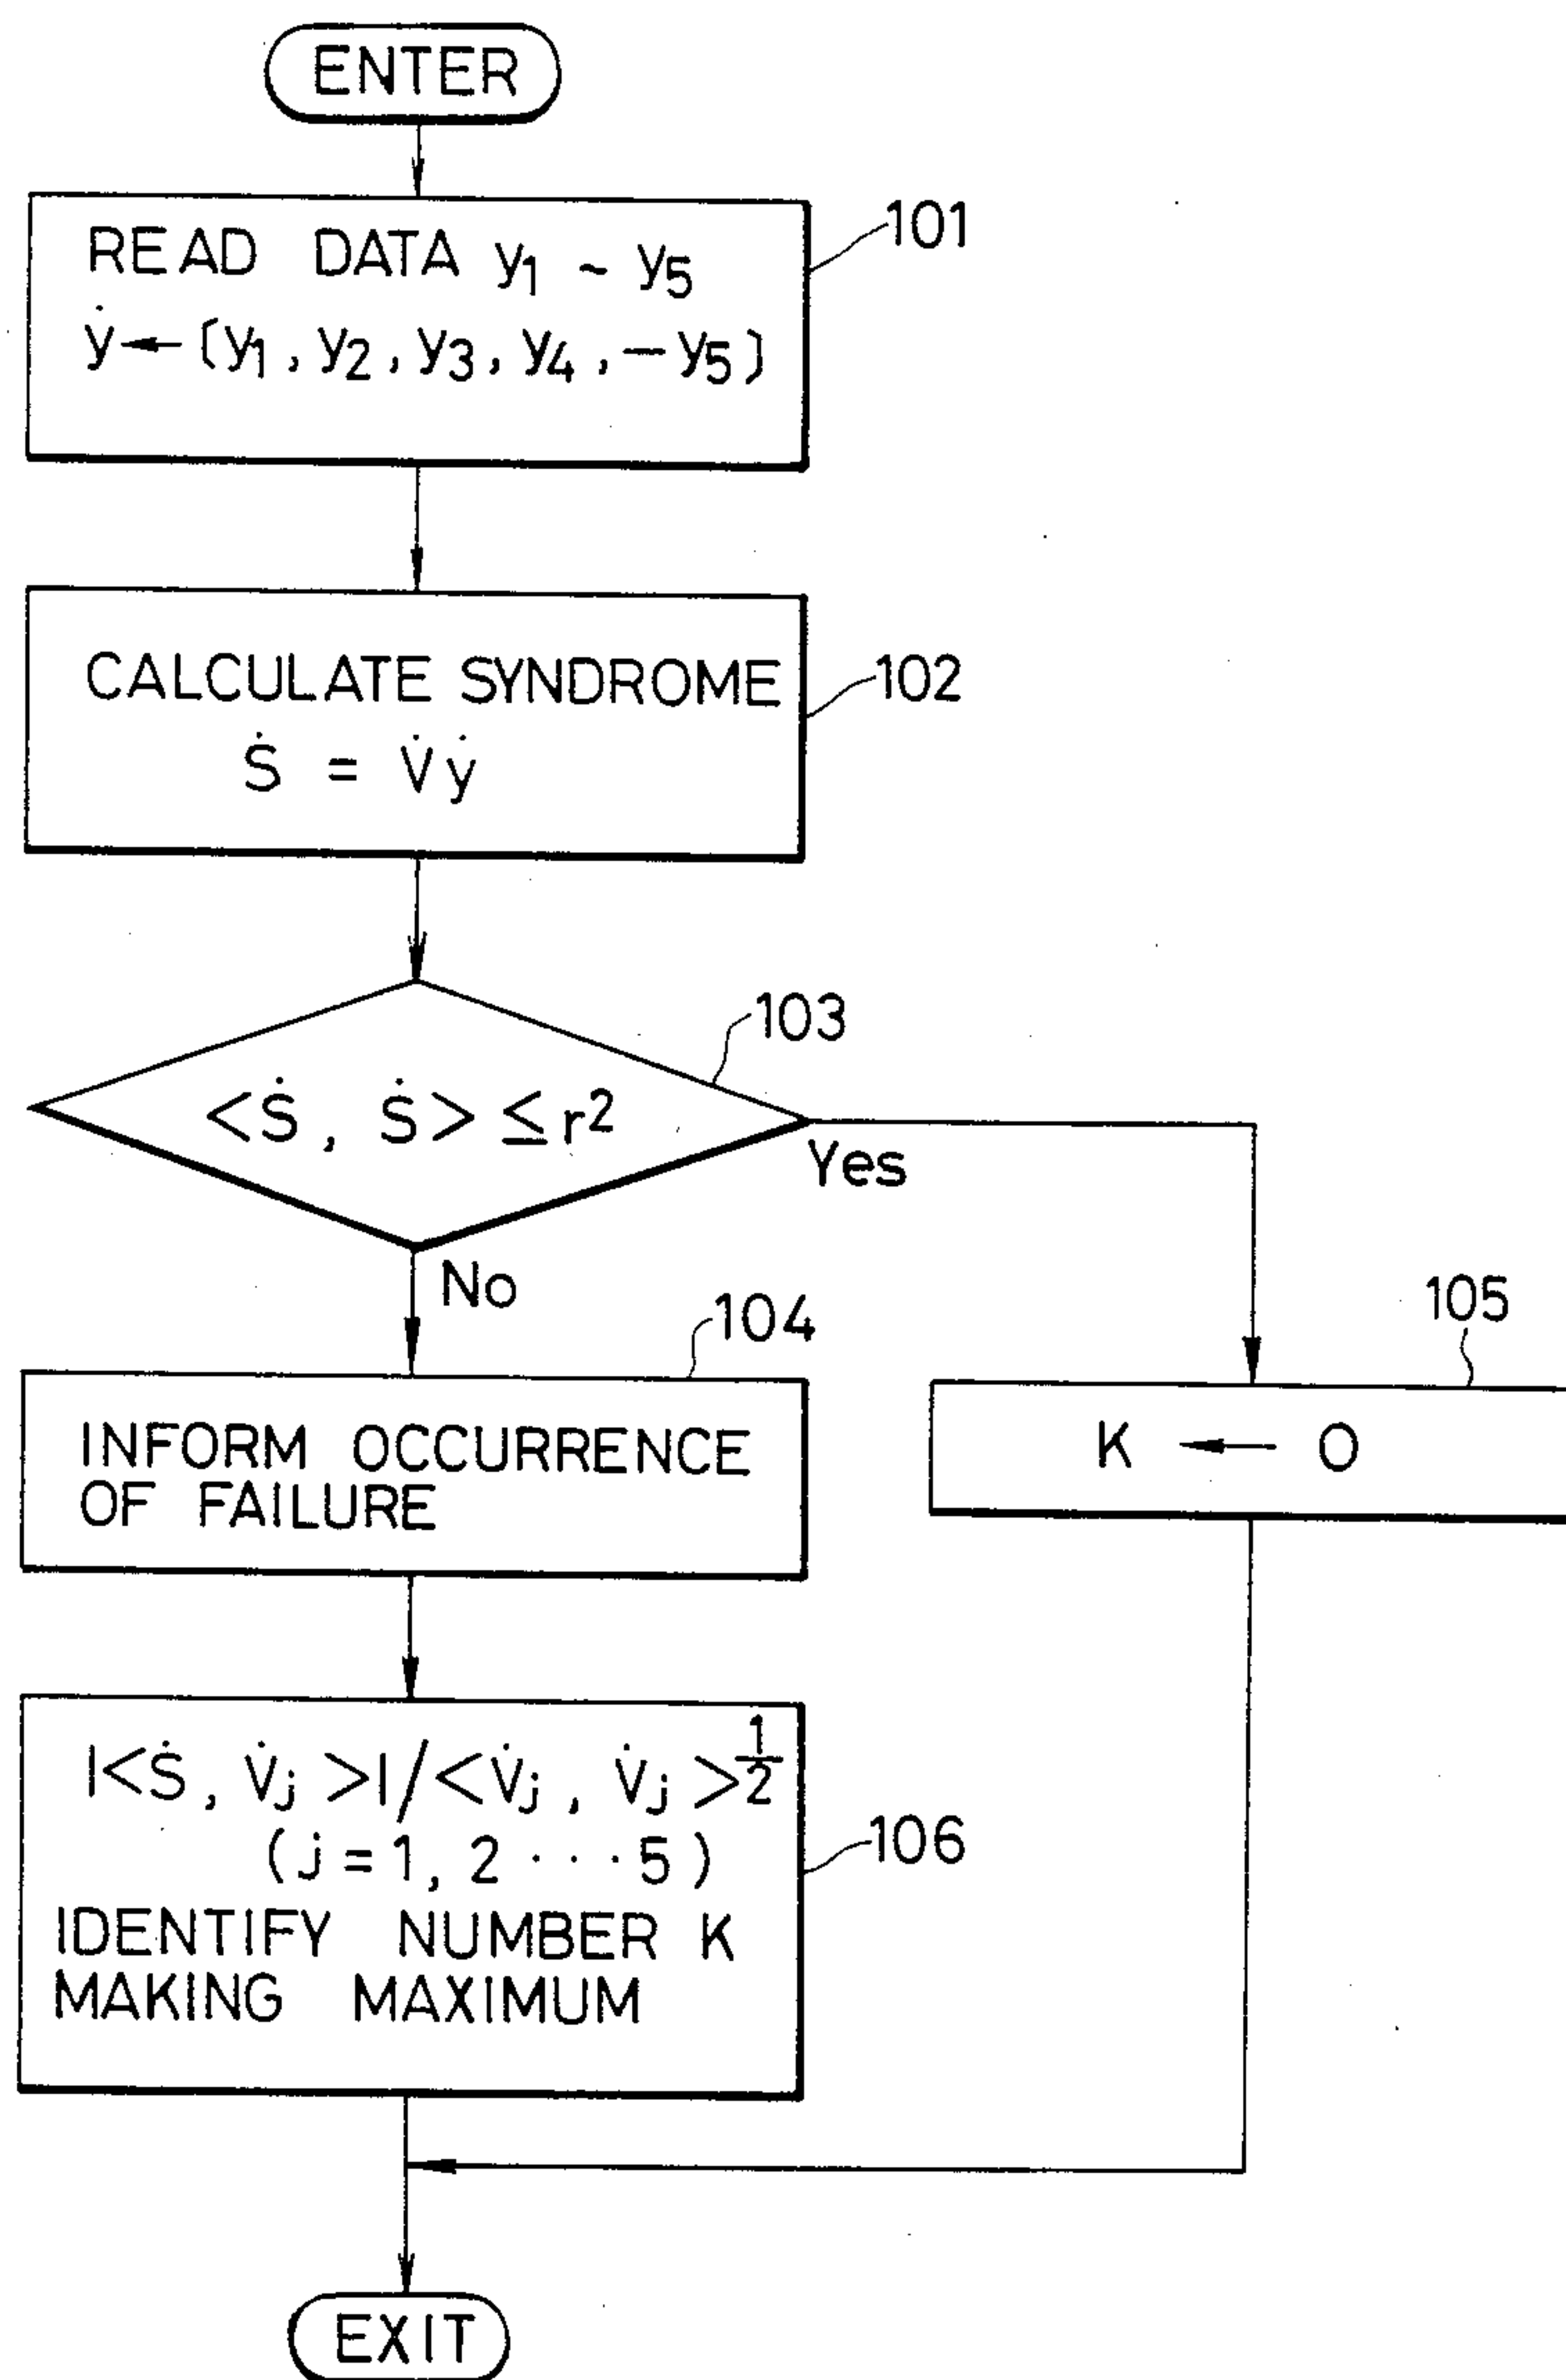 ENTER
READ DATA y₁ ~ y₅
ẏ ← (y₁, y₂, y₃, y₄, −y₅)
101
CALCULATE SYNDROME
Ṡ = V̇ẏ
102
103
<Ṡ, Ṡ> ≤ r²
Yes
No
104
105
INFORM OCCURRENCE
OF FAILURE
K ← 0
|<Ṡ, V̇j>|/<V̇j, V̇j>^1/2
(j = 1, 2 ··· 5)
106
IDENTIFY NUMBER K
MAKING MAXIMUM
EXIT